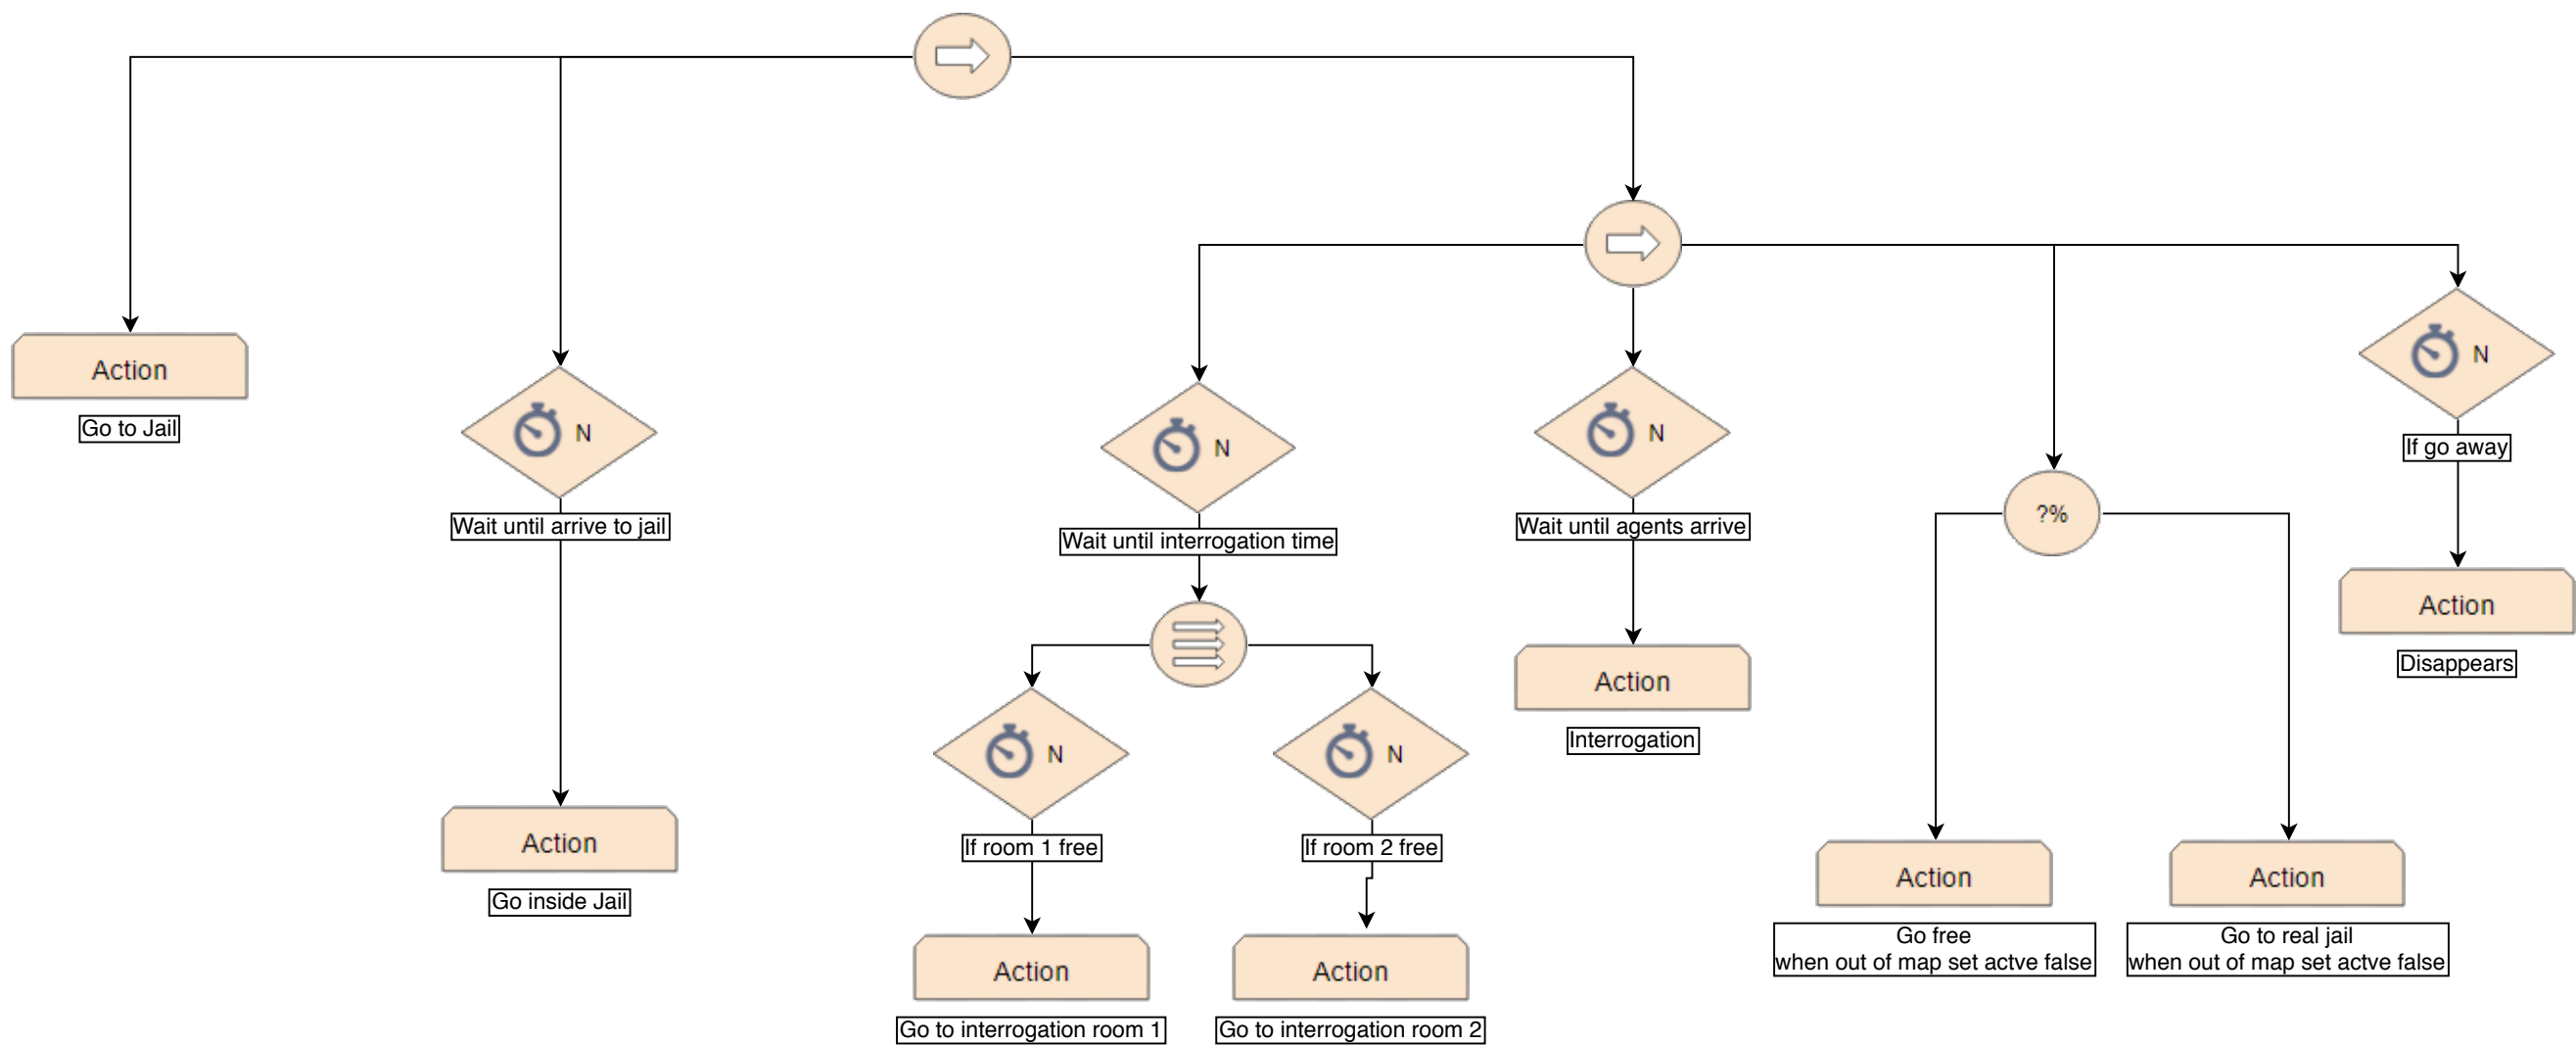 Action
Go to Jail
N
Wait until arrive to jail
Action
Go inside Jail
N
Wait until interrogation time
N
If room 1 free
Action
Go to interrogation room 1
N
If room 2 free
Action
Go to interrogation room 2
N
Wait until agents arrive
Action
Interrogation
?%
Action
Go free
when out of map set actve false
Action
Go to real jail
when out of map set actve false
N
If go away
Action
Disappears